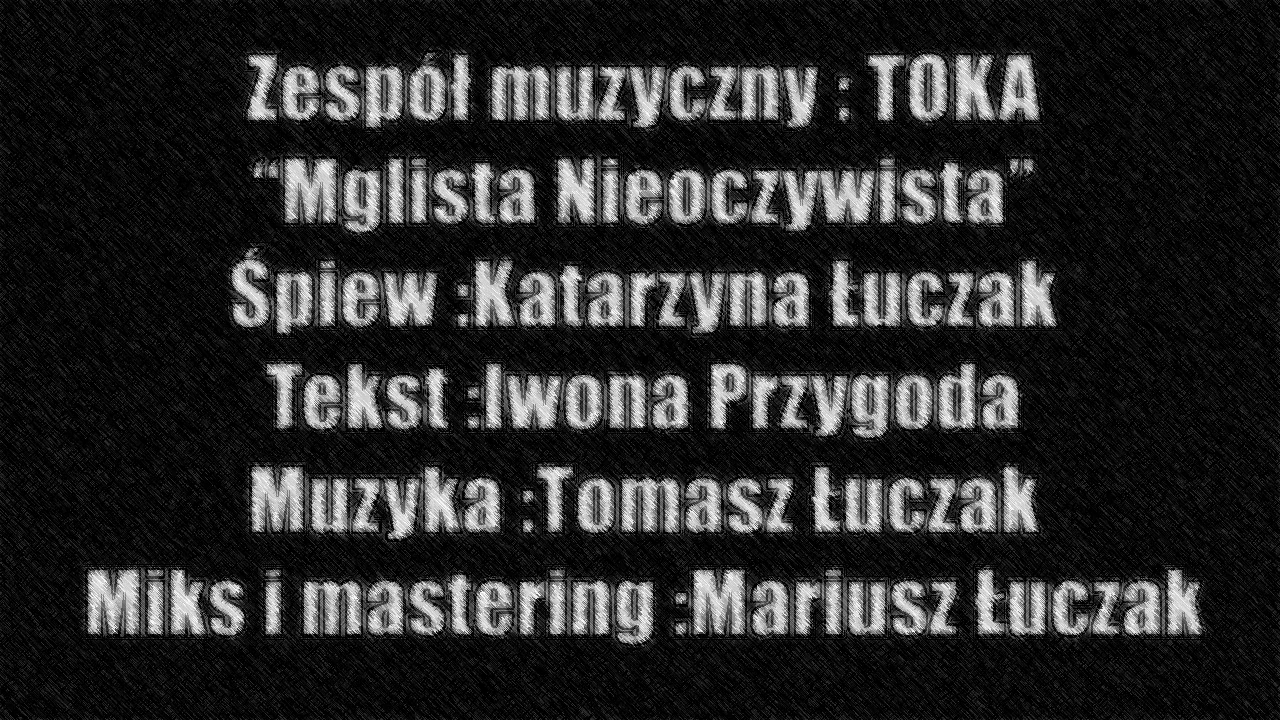 Zespół muzyczny : TOKA
“Mglista Nieoczywista”
Śpiew :Katarzyna Łuczak
Tekst :Iwona Przygoda
Muzyka :Tomasz Łuczak
Miks i mastering :Mariusz Łuczak